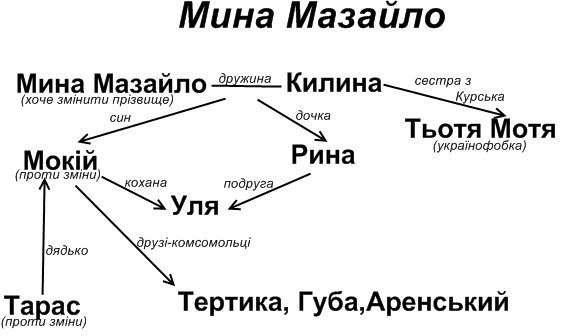 Мина Мазайло
Мина Мазайло дружина Килина сестра з
(хоче змінити прізвище) Курська
син дочка Тьотя Мотя
(українофобка)
Мокій Рина
(проти зміни) кохана подруга
Уля
дядько друзі-комсомольці
Тарас Тертика, Губа,Аренський
(проти зміни)